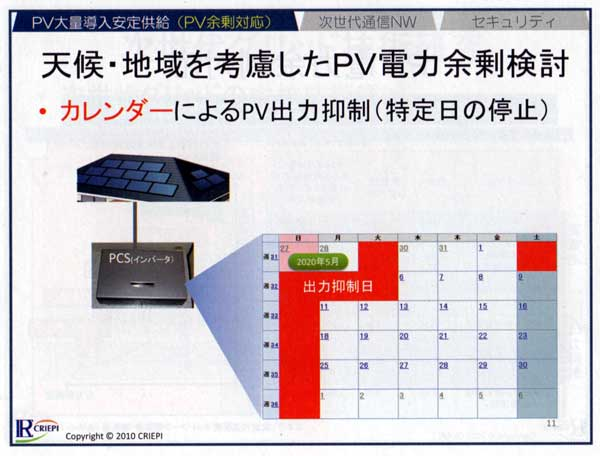 PV大量導入安定供給(PV余剰対応) 次世代通信NW セキュリティ
天候・地域を考慮したPV電力余剰検討
• カレンダーによるPV出力抑制(特定日の停止)
PCS(インバータ)
日 月 火 水 木 金 土
週31 27 28 30 31 1
2020年5月
週32 6 7 8 9
出力抑制日
週33 11 12 13 14 15 16
週34 18 19 20 21 22 23
週35 25 26 27 28 29 30
週36 1 2 3 4 5 6
CRIEPI
Copyright © 2010 CRIEPI
11